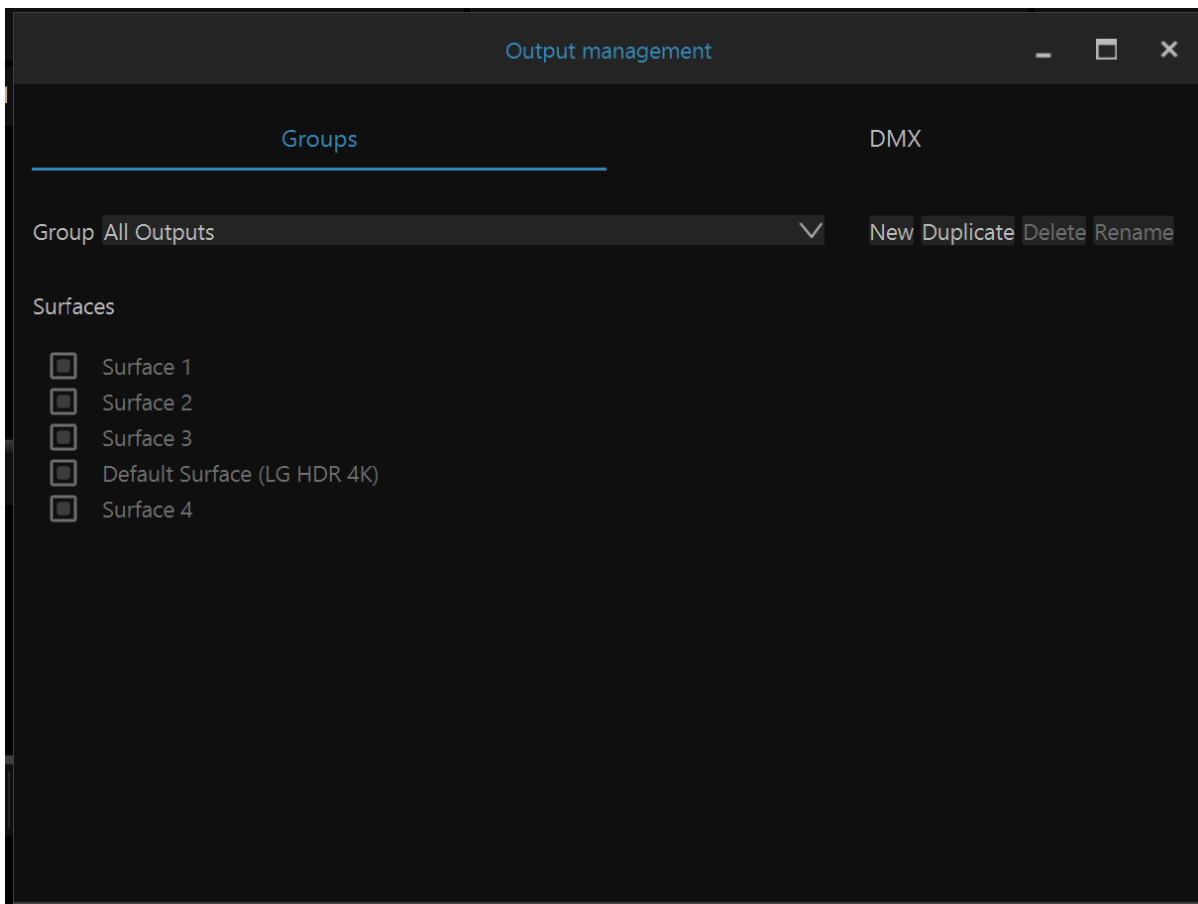 Output management
Groups DMX
Group All Outputs New Duplicate Delete Rename
Surfaces
Surface 1
Surface 2
Surface 3
Default Surface (LG HDR 4K)
Surface 4